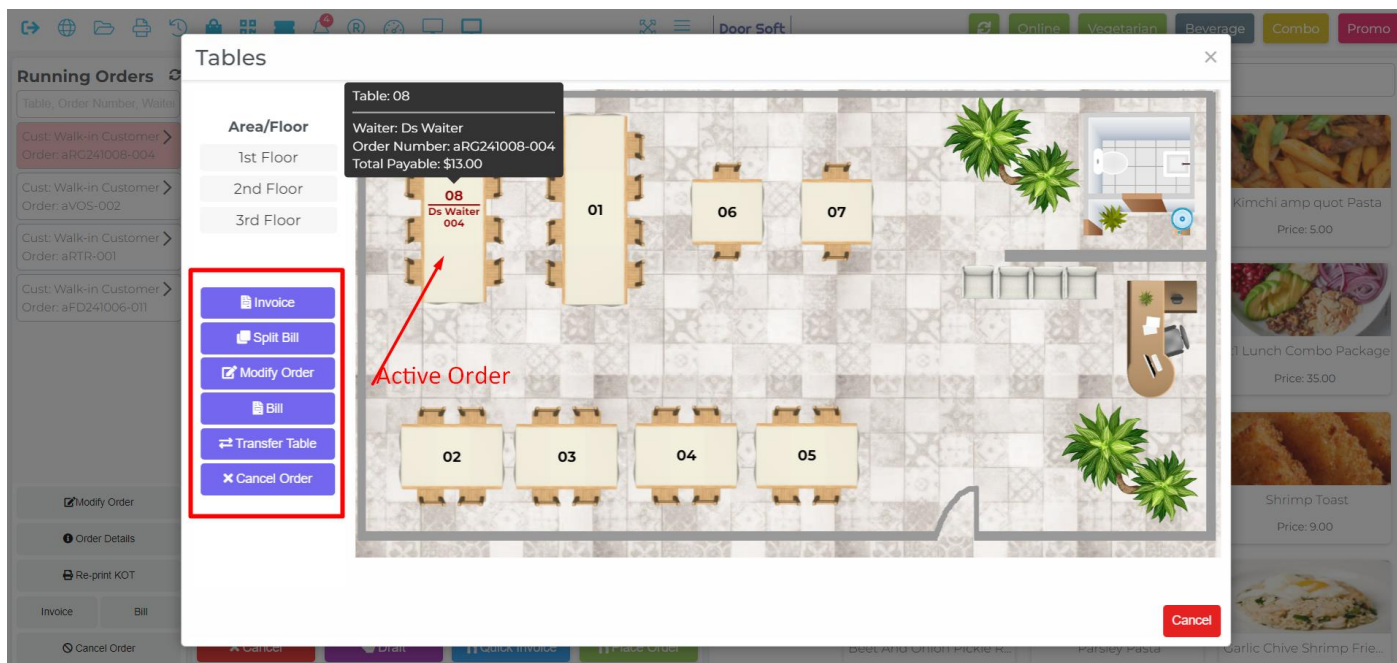 4
R
Door Soft
Online
Vegetarian
Beverage
Combo
Promo
Running Orders
Table, Order Number, Waiter
Cust: Walk-in Customer
Order: aRG241008-004
Cust: Walk-in Customer
Order: aVOS-002
Cust: Walk-in Customer
Order: aRTR-001
Cust: Walk-in Customer
Order: aFD241006-011
Modify Order
Order Details
Re-print KOT
Invoice
Bill
Cancel Order
Tables
×
Area/Floor
1st Floor
2nd Floor
3rd Floor
Invoice
Split Bill
Modify Order
Bill
Transfer Table
Cancel Order
Table: 08
Waiter: Ds Waiter
Order Number: aRG241008-004
Total Payable: $13.00
08
Ds Waiter
004
01
06
07
Active Order
02
03
04
05
Cancel
Cancel
Draft
Quick Invoice
Place Order
Beet And Onion Pickle R...
Parsley Pasta
Kimchi amp quot Pasta
Price: 5.00
1 Lunch Combo Package
Price: 35.00
Shrimp Toast
Price: 9.00
Garlic Chive Shrimp Frie...